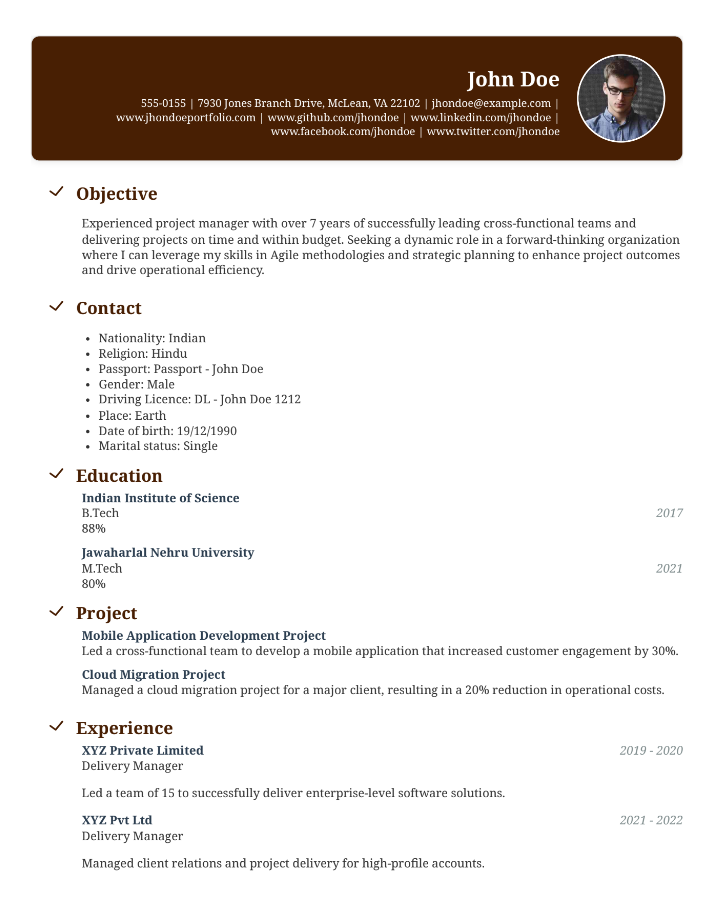 John Doe
555-0155 | 7930 Jones Branch Drive, McLean, VA 22102 | jhondoe@example.com |
www.jhondoeportfolio.com | www.github.com/jhondoe | www.linkedin.com/jhondoe |
www.facebook.com/jhondoe | www.twitter.com/jhondoe
Objective
Experienced project manager with over 7 years of successfully leading cross-functional teams and
delivering projects on time and within budget. Seeking a dynamic role in a forward-thinking organization
where I can leverage my skills in Agile methodologies and strategic planning to enhance project outcomes
and drive operational efficiency.
Contact
• Nationality: Indian
• Religion: Hindu
• Passport: Passport - John Doe
• Gender: Male
• Driving Licence: DL - John Doe 1212
• Place: Earth
• Date of birth: 19/12/1990
• Marital status: Single
Education
Indian Institute of Science
B.Tech 2017
88%
Jawaharlal Nehru University
M.Tech 2021
80%
Project
Mobile Application Development Project
Led a cross-functional team to develop a mobile application that increased customer engagement by 30%.
Cloud Migration Project
Managed a cloud migration project for a major client, resulting in a 20% reduction in operational costs.
Experience
XYZ Private Limited 2019 - 2020
Delivery Manager
Led a team of 15 to successfully deliver enterprise-level software solutions.
XYZ Pvt Ltd 2021 - 2022
Delivery Manager
Managed client relations and project delivery for high-profile accounts.